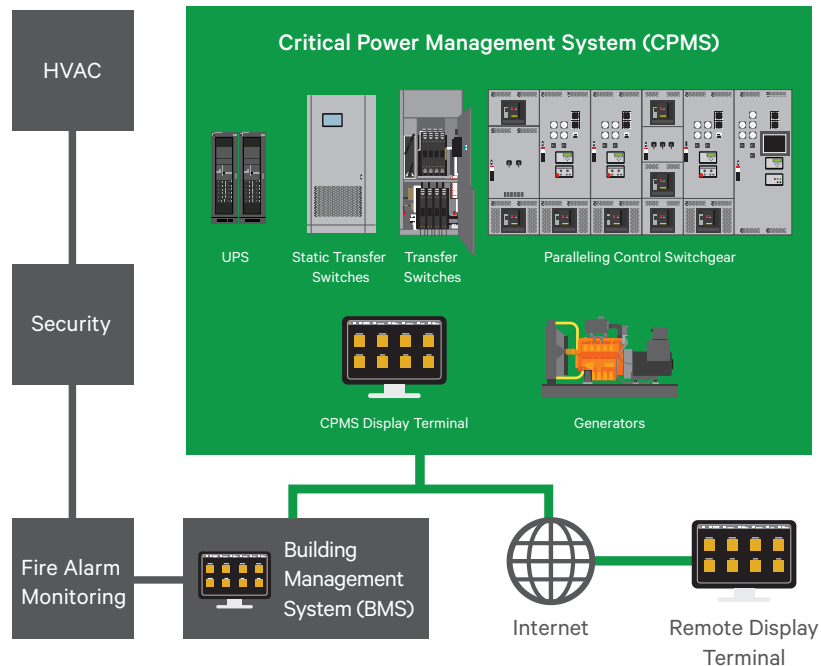 HVAC
Security
Fire Alarm
Monitoring
Critical Power Management System (CPMS)
UPS
Static Transfer
Switches
Transfer
Switches
Paralleling Control Switchgear
CPMS Display Terminal
Generators
Building
Management
System (BMS)
Internet
Remote Display
Terminal